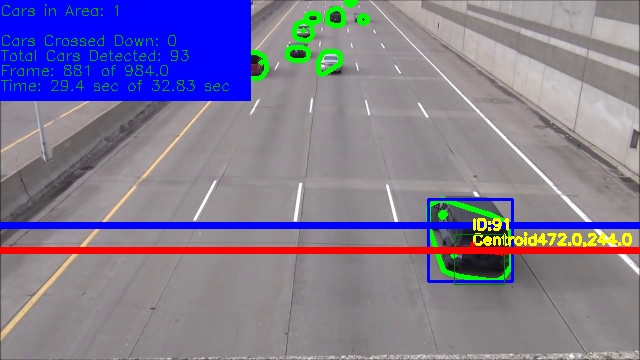 Cars in Area: 1
Cars Crossed Down: 0
Total Cars Detected: 93
Frame: 881 of 984.0
Time: 29.4 sec of 32.83 sec
ID:91
Centroid472.0,244.0